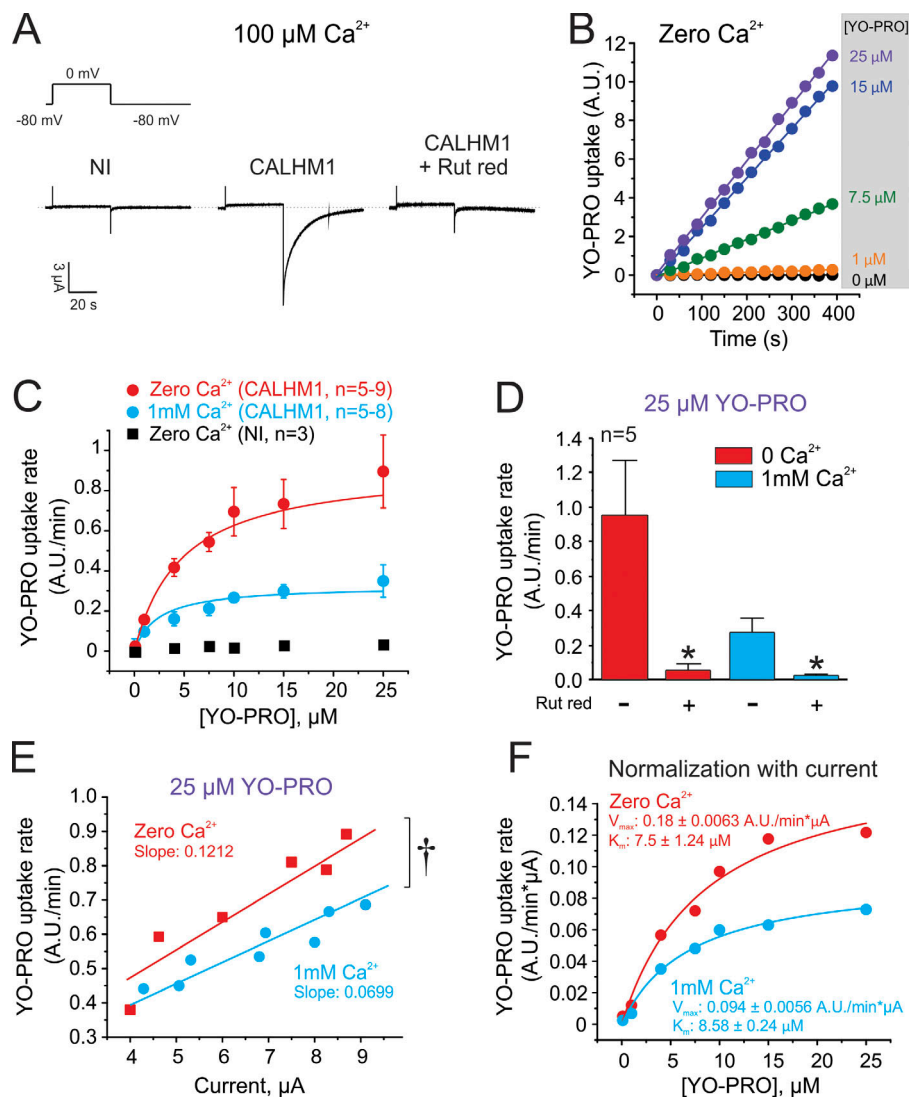 A
100 µM Ca²⁺
0 mV
-80 mV
-80 mV
NI
CALHM1
CALHM1
+ Rut red
3 µA
20 s
B
Zero Ca²⁺
[YO-PRO]
25 µM
15 µM
7.5 µM
1 µM
0 µM
YO-PRO uptake (A.U.)
12
10
8
6
4
2
0
0 30 90 150 210 270 330 400
Time (s)
C
Zero Ca²⁺ (CALHM1, n=5-9)
1mM Ca²⁺ (CALHM1, n=5-8)
Zero Ca²⁺ (NI, n=3)
YO-PRO uptake rate
(A.U./min)
1
0.8
0.6
0.4
0.2
0
0 5 10 15 20 25
[YO-PRO], µM
D
25 µM YO-PRO
n=5
0 Ca²⁺
1mM Ca²⁺
YO-PRO uptake rate
(A.U./min)
1.4
1.2
1.0
0.8
0.6
0.4
0.2
0.0
* *
Rut red - + - +
E
25 µM YO-PRO
Zero Ca²⁺
Slope: 0.1212
†
1mM Ca²⁺
Slope: 0.0699
YO-PRO uptake rate
(A.U./min)
1.0
0.9
0.8
0.7
0.6
0.5
0.4
0.3
4 5 6 7 8 9
Current, µA
F
Normalization with current
Zero Ca²⁺
Vmax: 0.18 ± 0.0063 A.U./min*µA
Km: 7.5 ± 1.24 µM
1mM Ca²⁺
Vmax: 0.094 ± 0.0056 A.U./min*µA
Km: 8.58 ± 0.24 µM
YO-PRO uptake rate
(A.U./min*µA)
0.14
0.12
0.10
0.08
0.06
0.04
0.02
0
0 5 10 15 20 25
[YO-PRO], µM